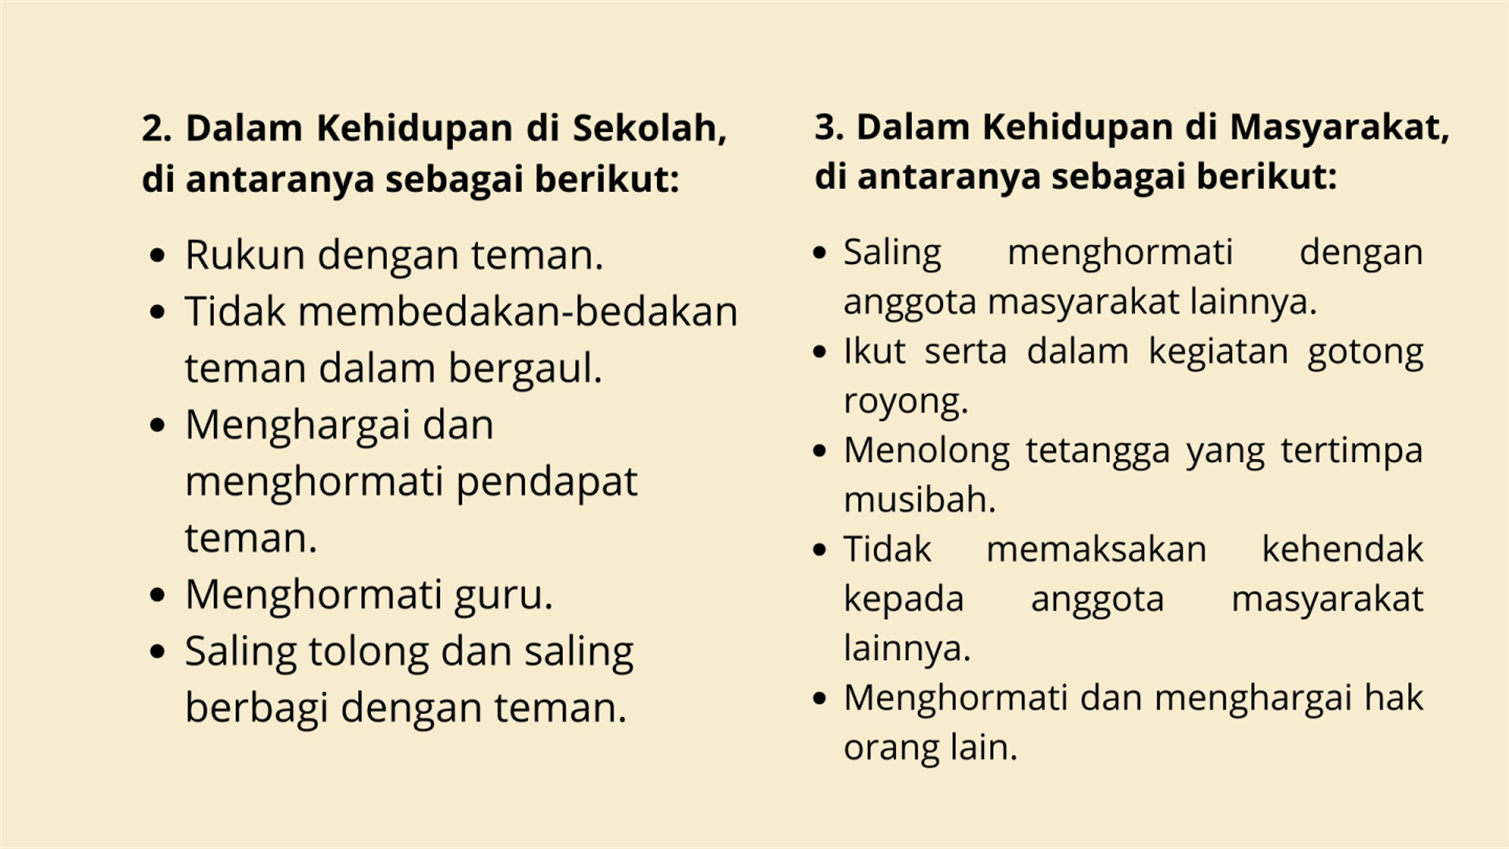 2. Dalam Kehidupan di Sekolah,
di antaranya sebagai berikut:
• Rukun dengan teman.
• Tidak membedakan-bedakan
teman dalam bergaul.
• Menghargai dan
menghormati pendapat
teman.
• Menghormati guru.
• Saling tolong dan saling
berbagi dengan teman.
3. Dalam Kehidupan di Masyarakat,
di antaranya sebagai berikut:
• Saling menghormati dengan
anggota masyarakat lainnya.
• Ikut serta dalam kegiatan gotong
royong.
• Menolong tetangga yang tertimpa
musibah.
• Tidak memaksakan kehendak
kepada anggota masyarakat
lainnya.
• Menghormati dan menghargai hak
orang lain.